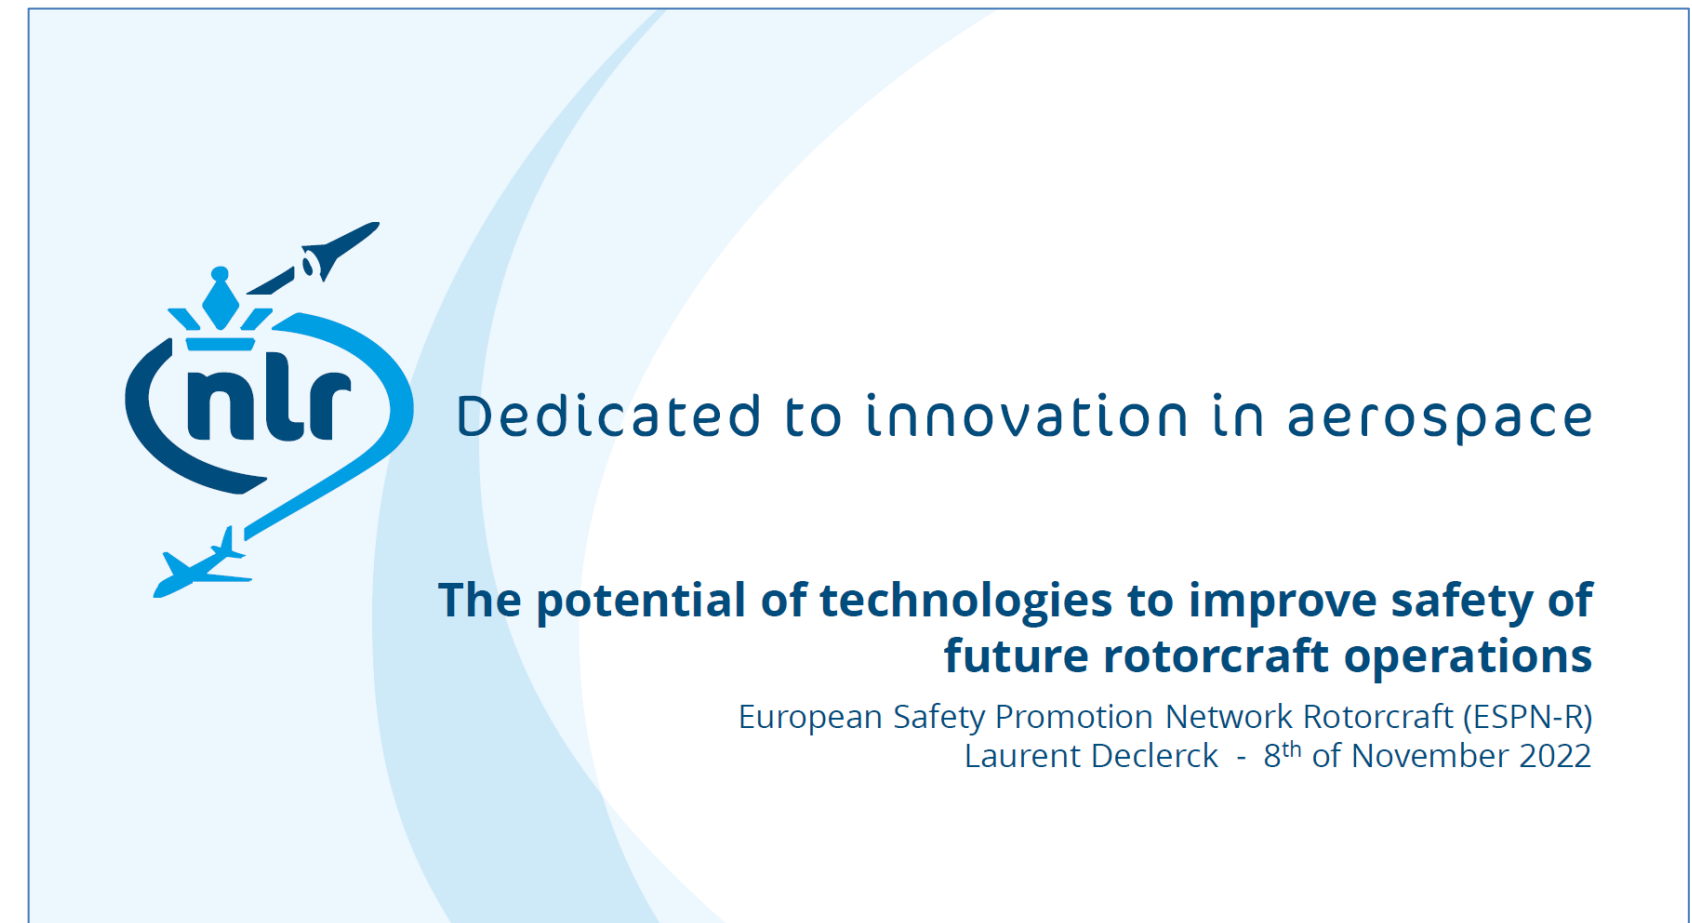 nlr
Dedicated to innovation in aerospace
The potential of technologies to improve safety of
future rotorcraft operations
European Safety Promotion Network Rotorcraft (ESPN-R)
Laurent Declerck - 8th of November 2022